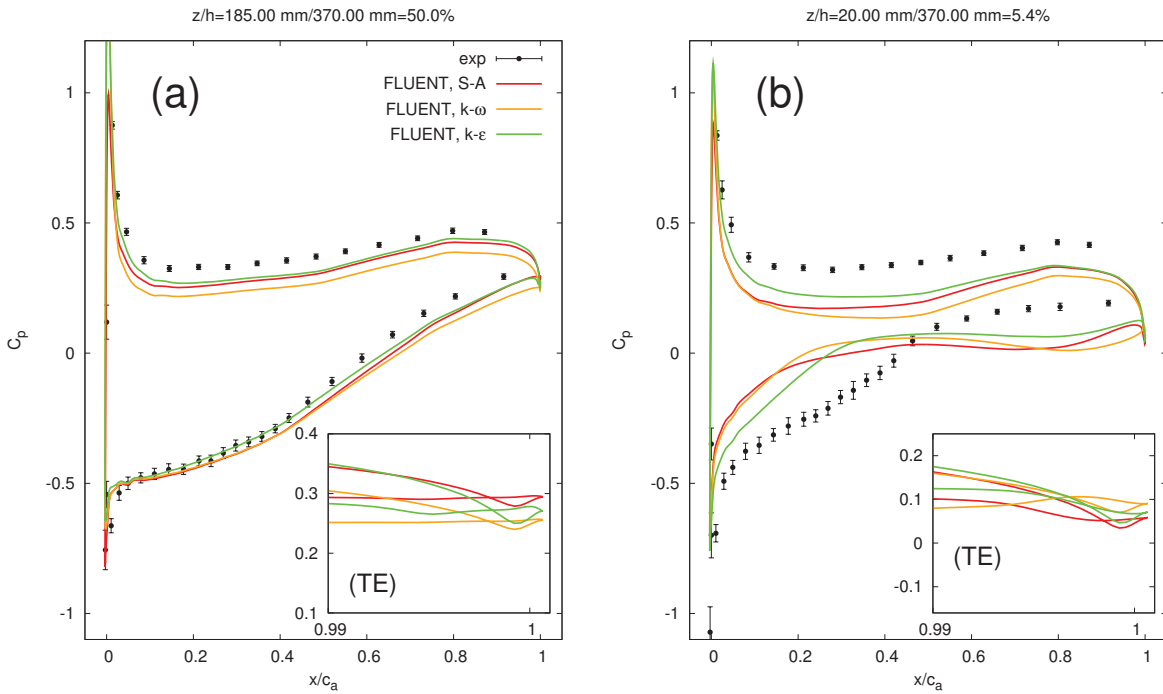 z/h=185.00 mm/370.00 mm=50.0%
(a)
exp
FLUENT, S-A
FLUENT, k-ω
FLUENT, k-ε
1
0.5
0
-0.5
-1
Cp
0 0.2 0.4 0.6 0.8 1
x/ca
0.4
0.3
0.2
0.1
(TE)
0.99 1
z/h=20.00 mm/370.00 mm=5.4%
(b)
1
0.5
0
-0.5
-1
Cp
0 0.2 0.4 0.6 0.8 1
x/ca
0.2
0.1
0
-0.1
(TE)
0.99 1